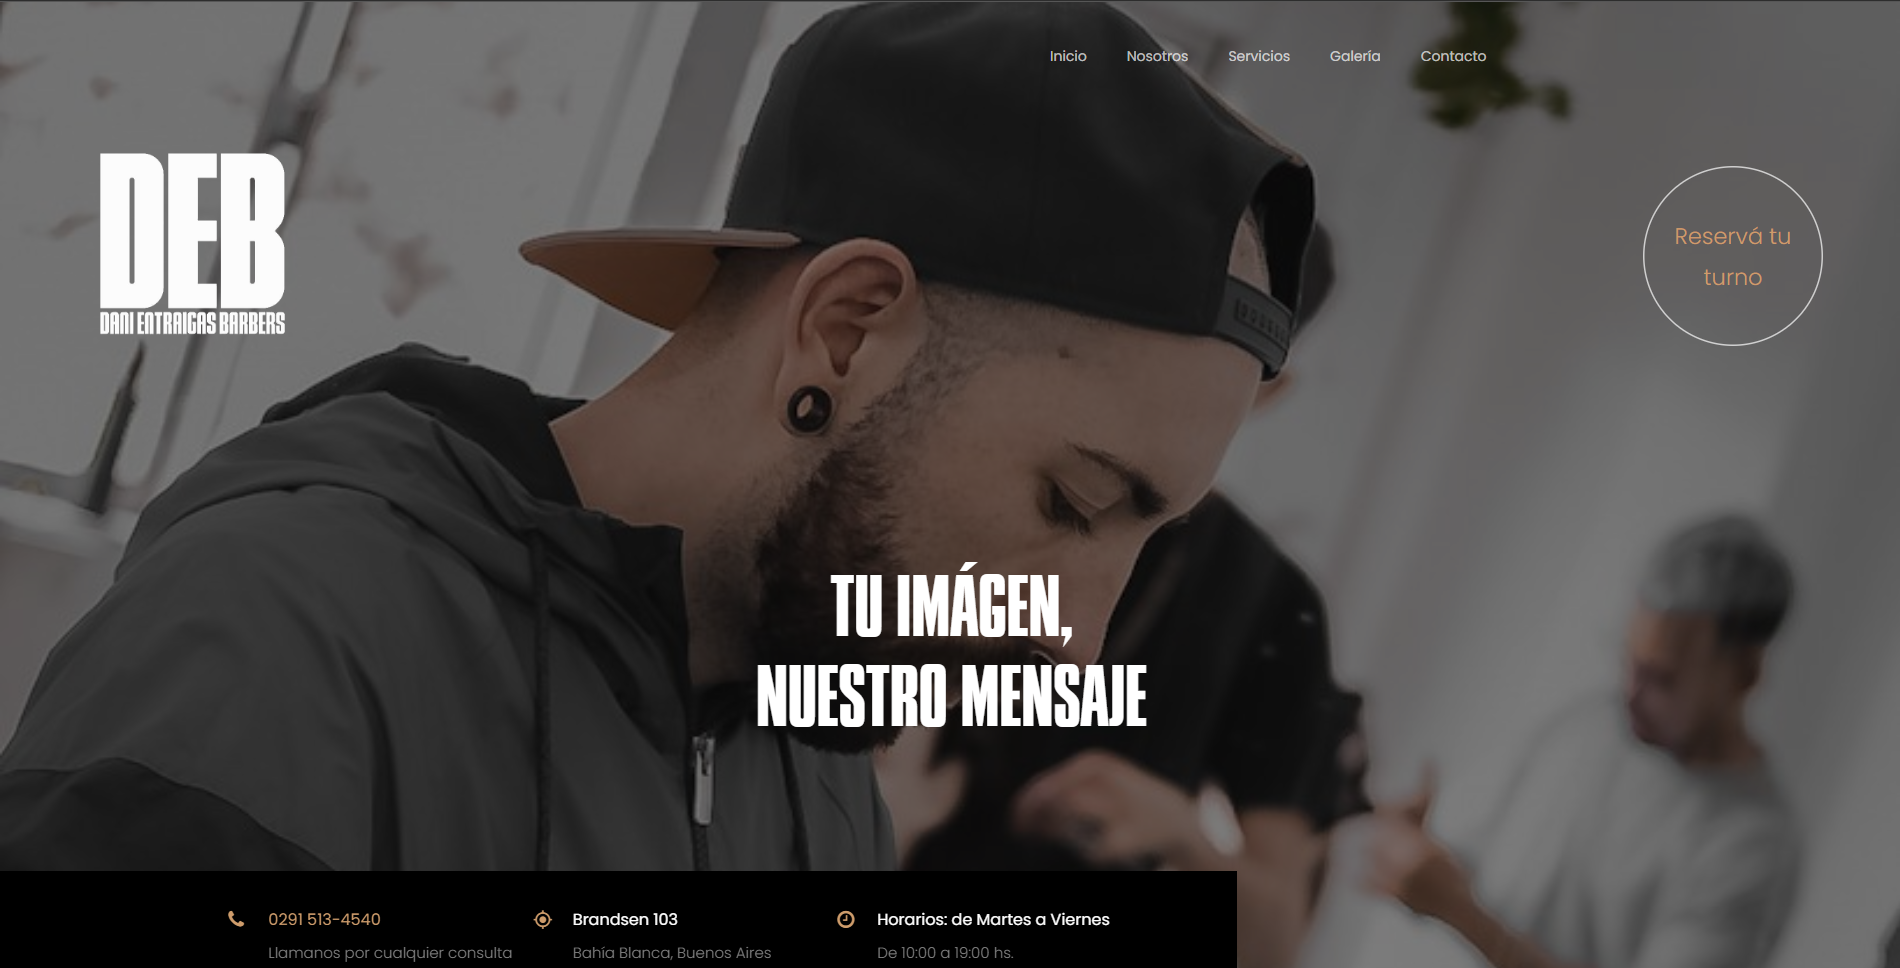 Inicio Nosotros Servicios Galería Contacto
DEB
DANI ENTRAIGAS BARBERS
Reservá tu
turno
TU IMÁGEN,
NUESTRO MENSAJE
0291 513-4540
Llamanos por cualquier consulta
Brandsen 103
Bahía Blanca, Buenos Aires
Horarios: de Martes a Viernes
De 10:00 a 19:00 hs.